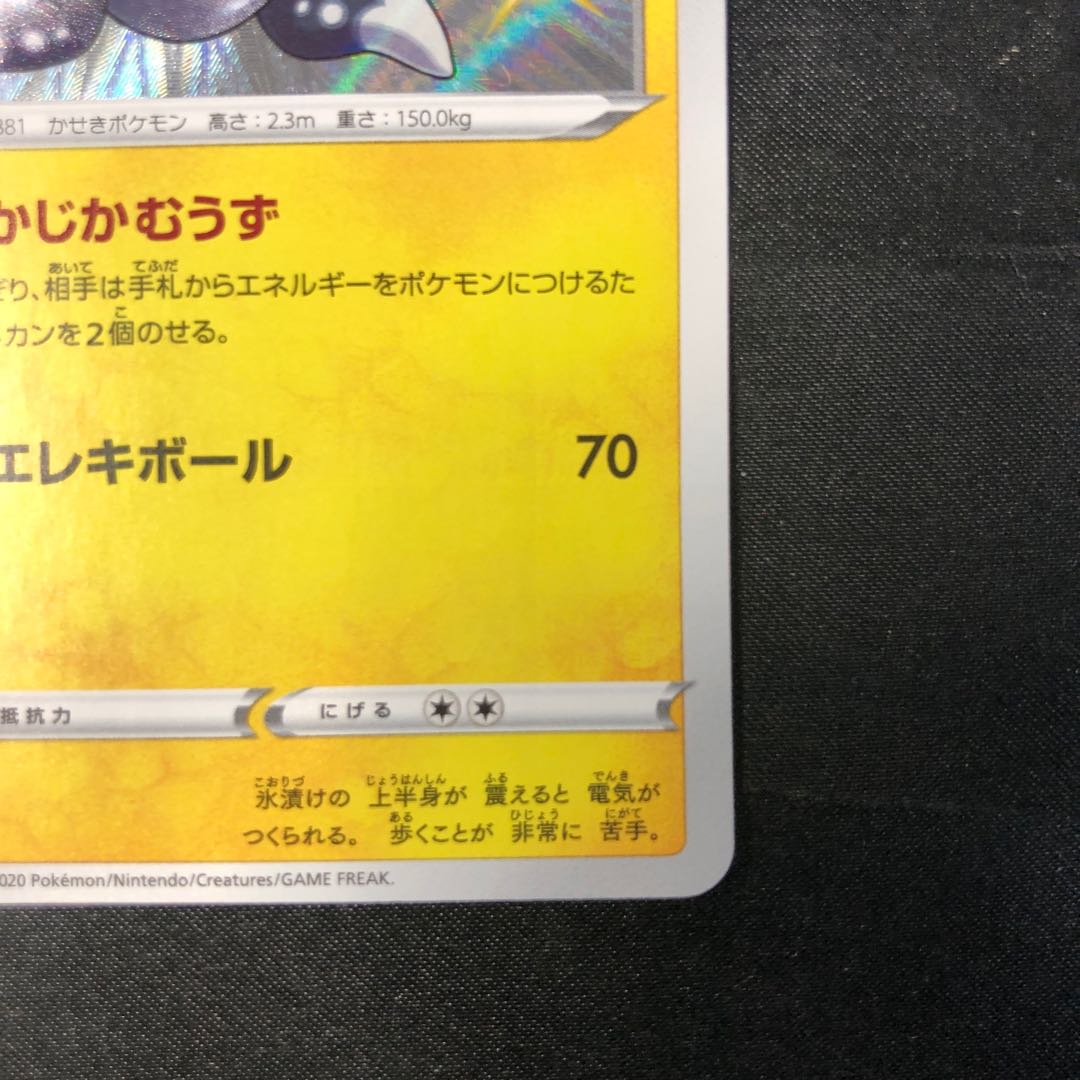 881 かせきポケモン 高さ:2.3m 重さ:150.0kg
かじかむうず
り、相手は手札からエネルギーをポケモンにつけるた
カンを2個のせる。
エレキボール 70
抵抗力 にげる
氷漬けの 上半身が 震えると 電気が
つくられる。 歩くことが 非常に 苦手。
020 Pokémon/Nintendo/Creatures/GAME FREAK.